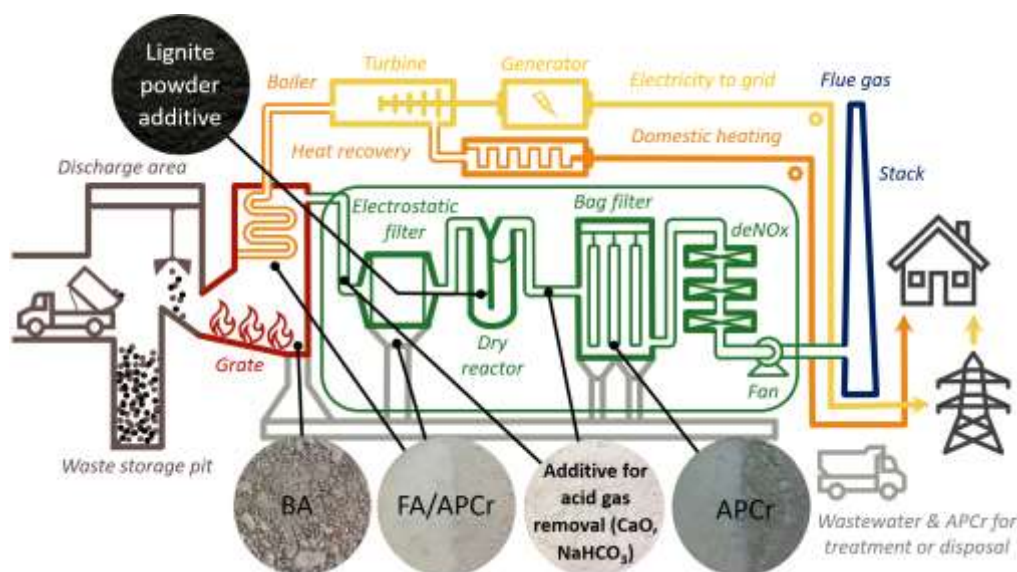 Lignite
powder
additive
Boiler
Turbine
Generator
Electricity to grid
Flue gas
Heat recovery
Domestic heating
Discharge area
Stack
Electrostatic
filter
Bag filter
deNOx
Grate
Dry
reactor
Fan
Waste storage pit
BA
FA/APCr
Additive for
acid gas
removal (CaO,
NaHCO₃)
APCr
Wastewater & APCr for
treatment or disposal